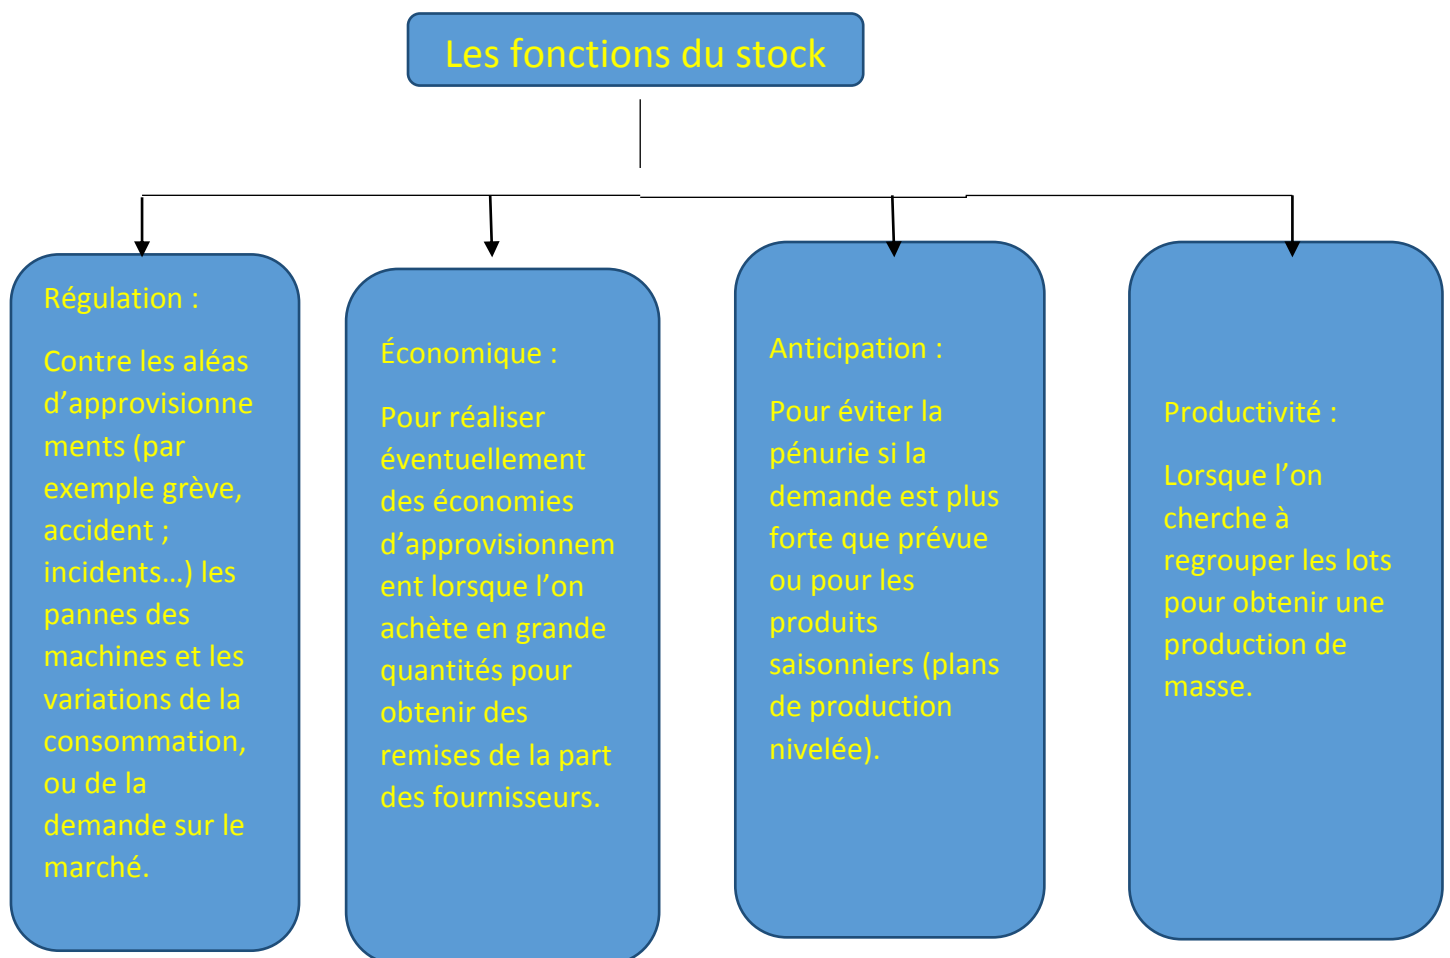 Les fonctions du stock
Régulation :
Contre les aléas
d’approvisionne
ments (par
exemple grève,
accident ;
incidents…) les
pannes des
machines et les
variations de la
consommation,
ou de la
demande sur le
marché.
Économique :
Pour réaliser
éventuellement
des économies
d’approvisionnem
ent lorsque l’on
achète en grande
quantités pour
obtenir des
remises de la part
des fournisseurs.
Anticipation :
Pour éviter la
pénurie si la
demande est plus
forte que prévue
ou pour les
produits
saisonniers (plans
de production
nivelée).
Productivité :
Lorsque l’on
cherche à
regrouper les lots
pour obtenir une
production de
masse.